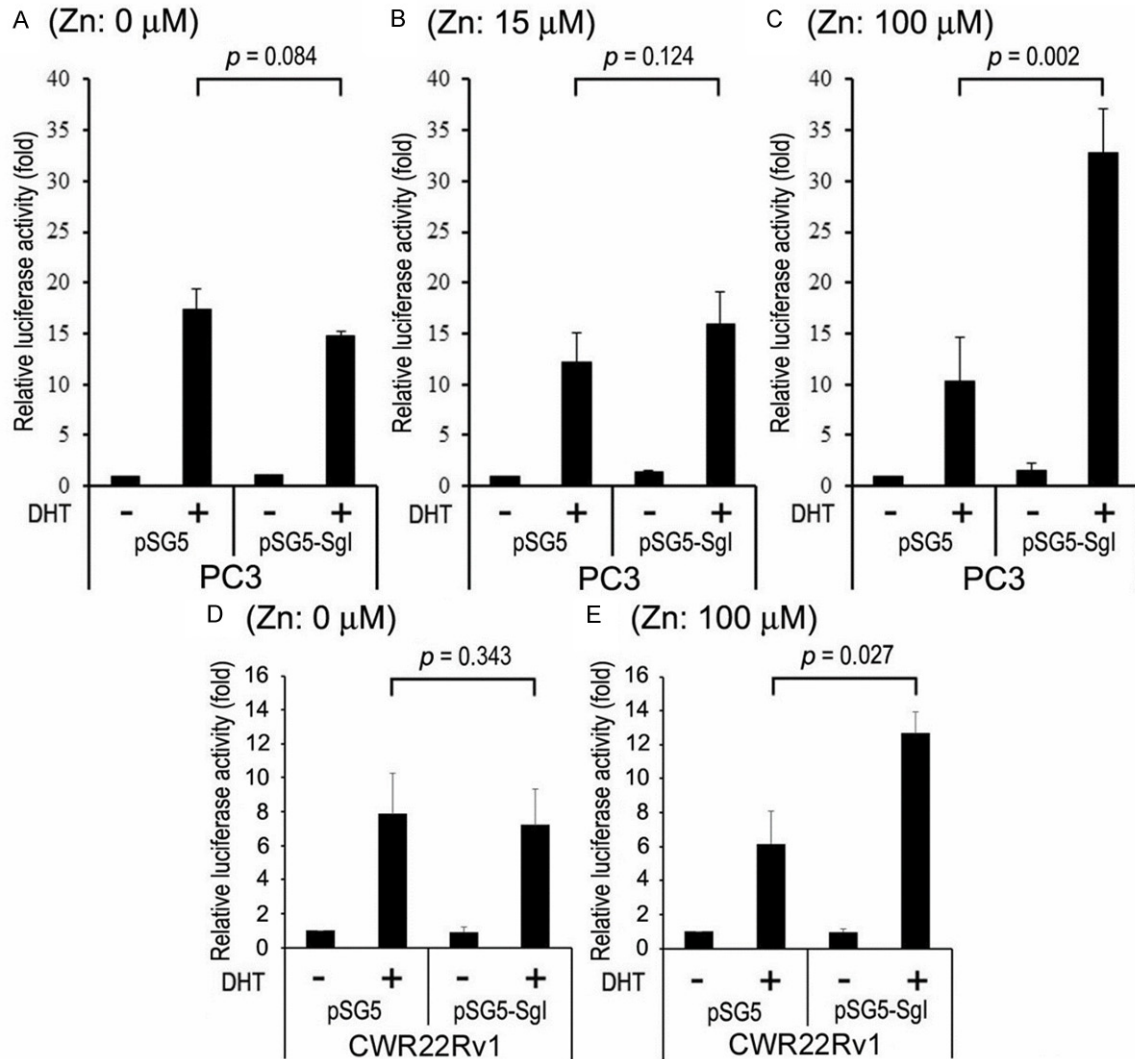 A (Zn: 0 μM)
p = 0.084
Relative luciferase activity (fold)
40
35
30
25
20
15
10
5
0
DHT - + - +
pSG5 pSG5-SgI
PC3
B (Zn: 15 μM)
p = 0.124
Relative luciferase activity (fold)
40
35
30
25
20
15
10
5
0
DHT - + - +
pSG5 pSG5-SgI
PC3
C (Zn: 100 μM)
p = 0.002
Relative luciferase activity (fold)
40
35
30
25
20
15
10
5
0
DHT - + - +
pSG5 pSG5-SgI
PC3
D (Zn: 0 μM)
p = 0.343
Relative luciferase activity (fold)
16
14
12
10
8
6
4
2
0
DHT - + - +
pSG5 pSG5-SgI
CWR22Rv1
E (Zn: 100 μM)
p = 0.027
Relative luciferase activity (fold)
16
14
12
10
8
6
4
2
0
DHT - + - +
pSG5 pSG5-SgI
CWR22Rv1